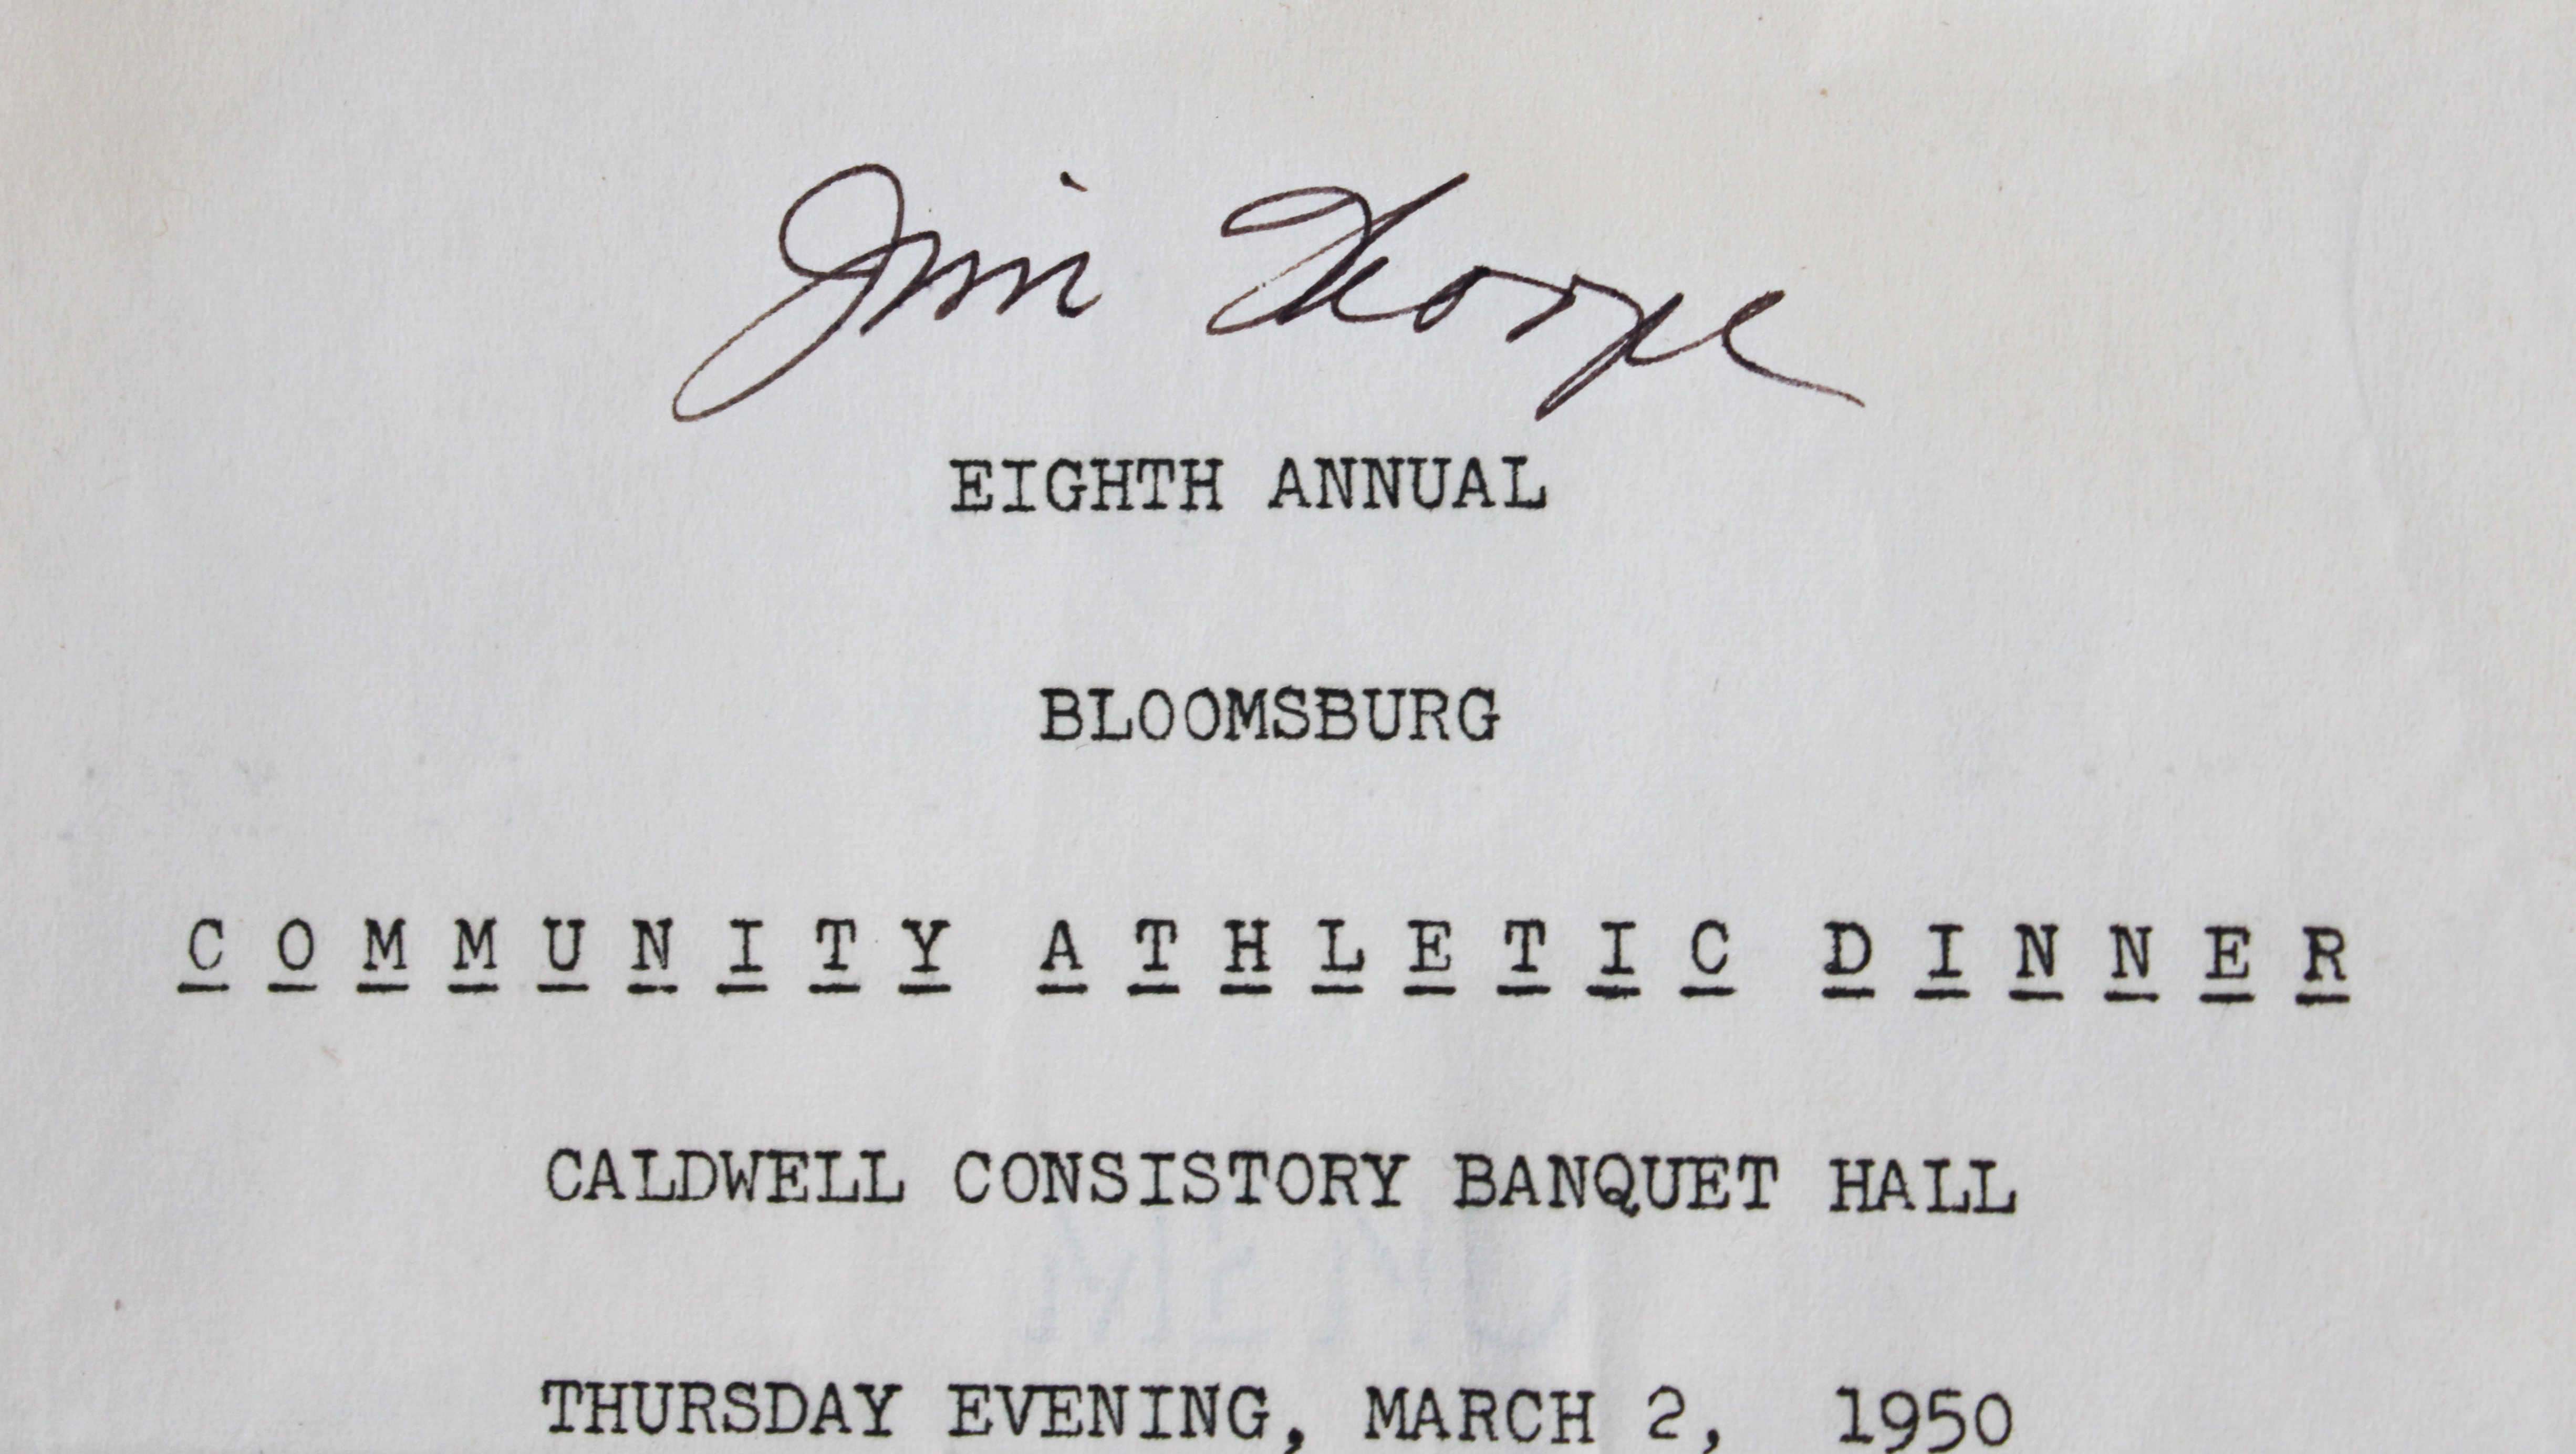 Jim Thorpe
EIGHTH ANNUAL
BLOOMSBURG
COMMUNITY ATHLETIC DINNER
CALDWELL CONSISTORY BANQUET HALL
THURSDAY EVENING, MARCH 2, 1950